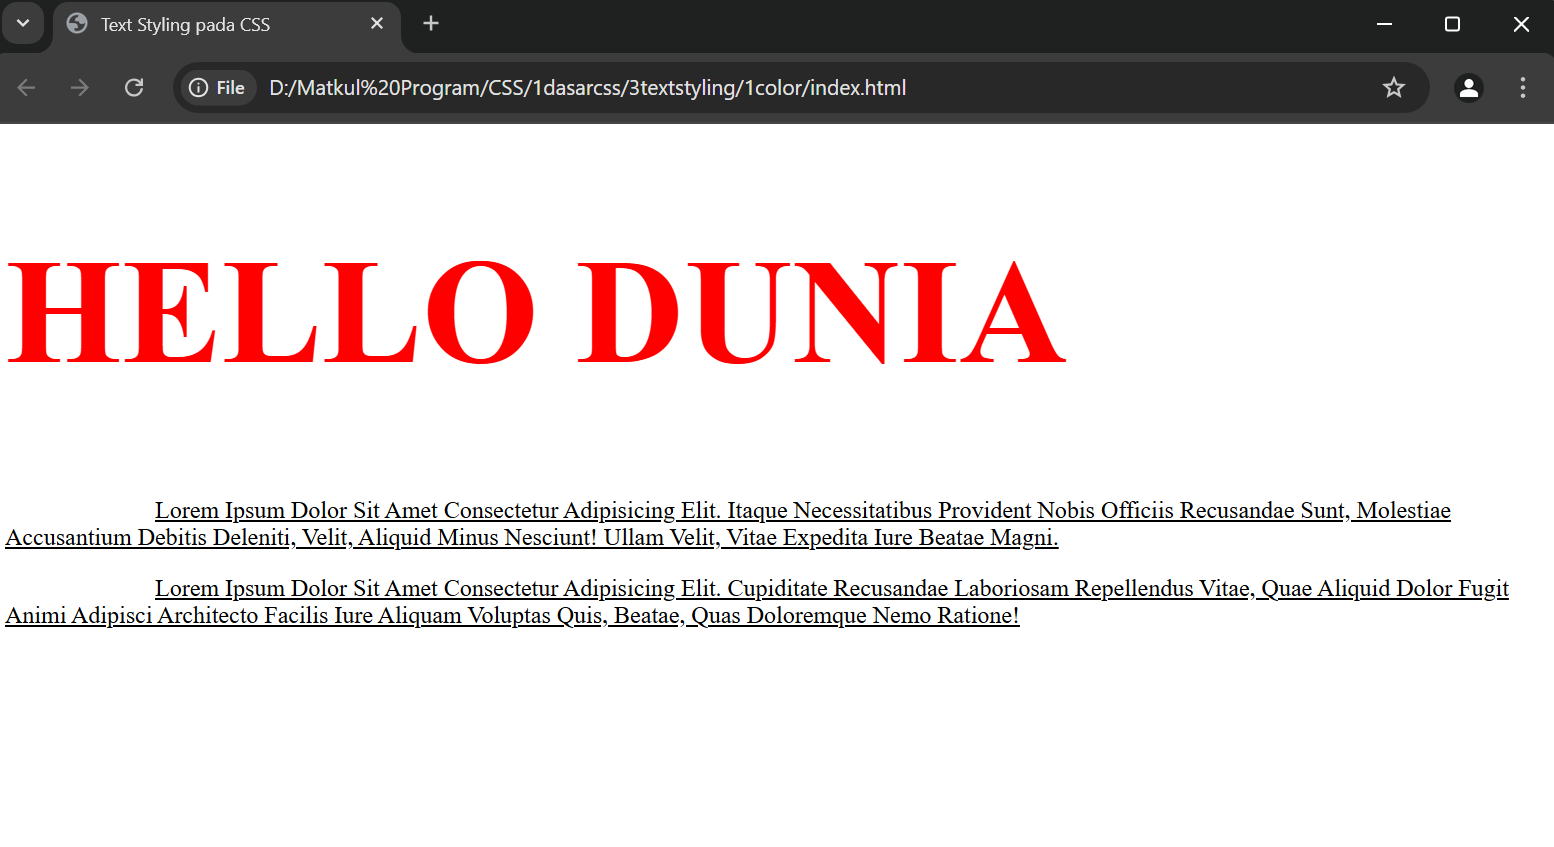 Text Styling pada CSS
File
D:/Matkul%20Program/CSS/1dasarcss/3textstyling/1color/index.html
HELLO DUNIA
Lorem Ipsum Dolor Sit Amet Consectetur Adipisicing Elit. Itaque Necessitatibus Provident Nobis Officiis Recusandae Sunt, Molestiae
Accusantium Debitis Deleniti, Velit, Aliquid Minus Nesciunt! Ullam Velit, Vitae Expedita Iure Beatae Magni.
Lorem Ipsum Dolor Sit Amet Consectetur Adipisicing Elit. Cupiditate Recusandae Laboriosam Repellendus Vitae, Quae Aliquid Dolor Fugit
Animi Adipisci Architecto Facilis Iure Aliquam Voluptas Quis, Beatae, Quas Doloremque Nemo Ratione!